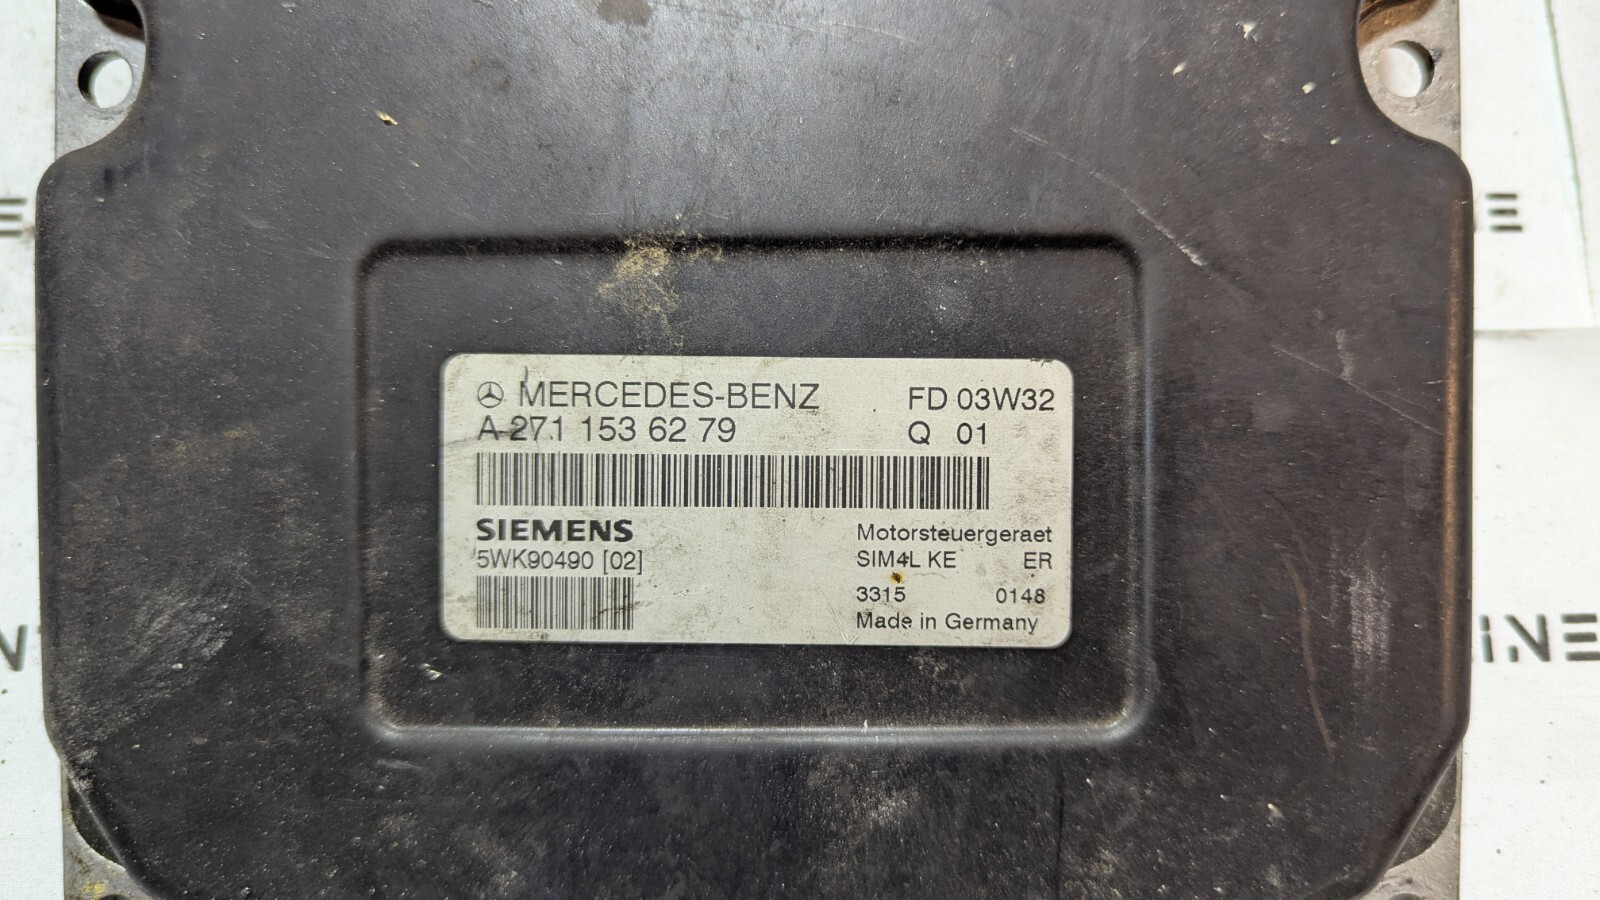 MERCEDES-BENZ FD 03W32
A 271 153 62 79 Q 01
SIEMENS Motorsteuergeraet
5WK90490 [02] SIM4L KE ER
3315 0148
Made in Germany